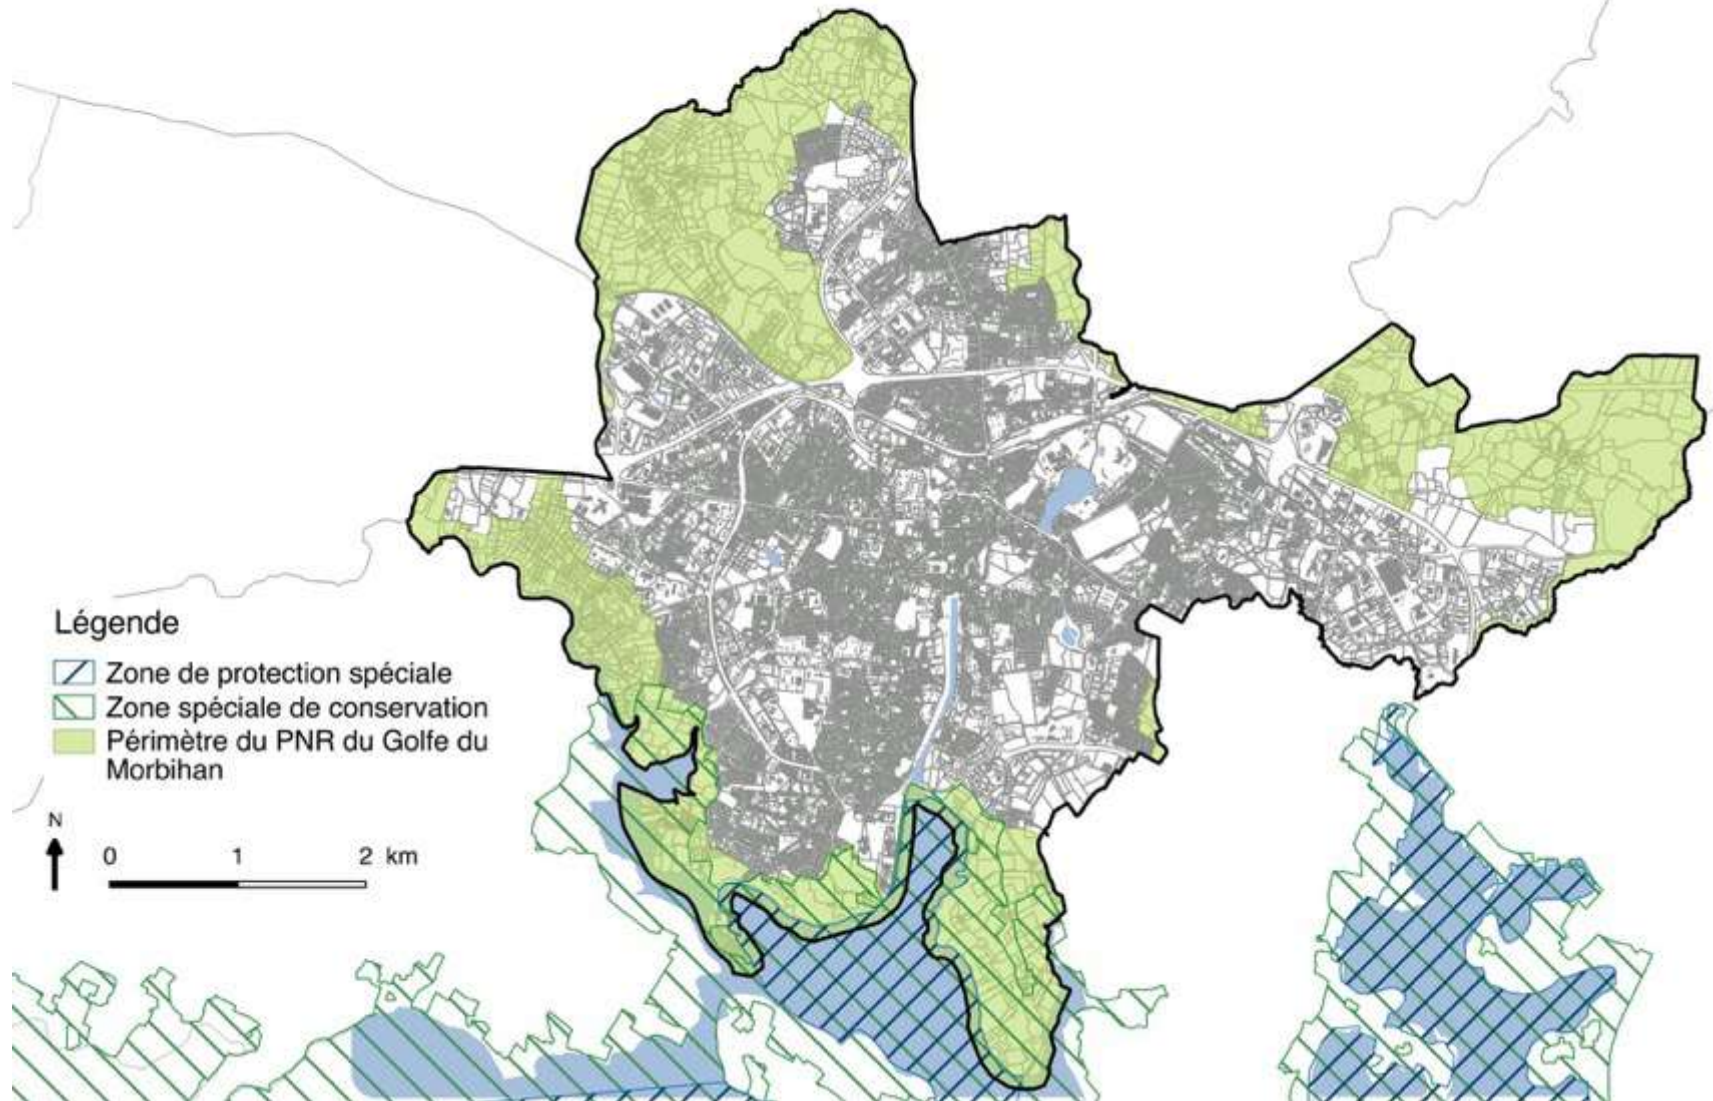 Légende
Zone de protection spéciale
Zone spéciale de conservation
Périmètre du PNR du Golfe du
Morbihan
N
0 1 2 km